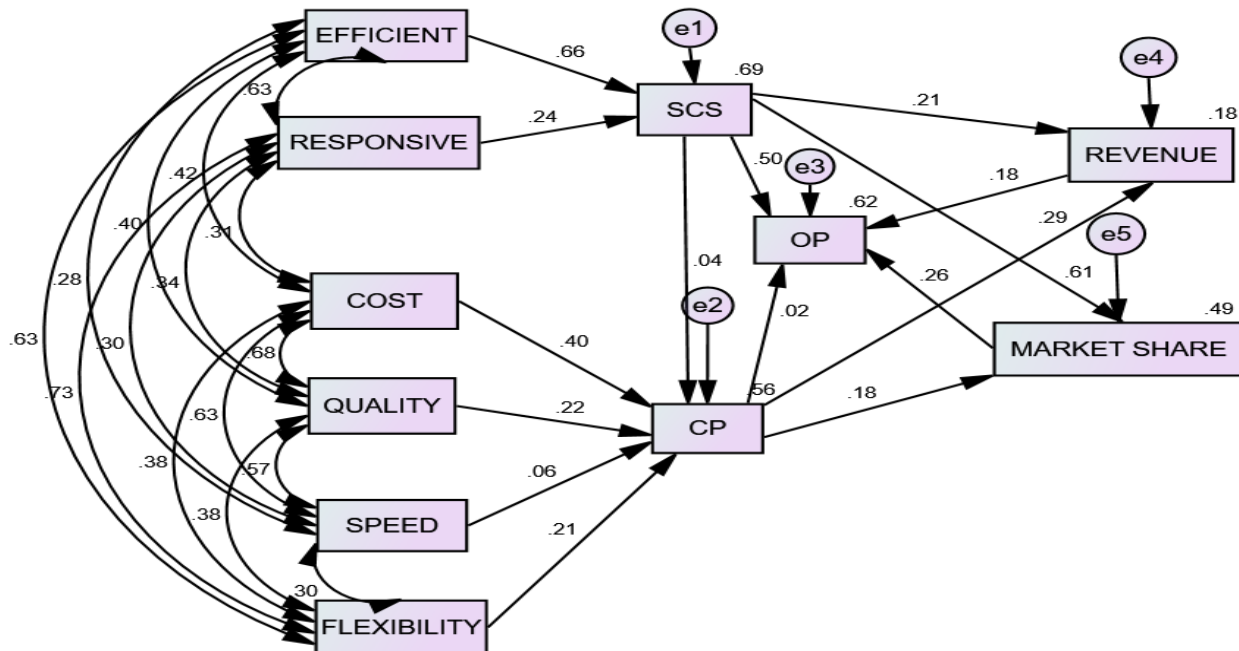 EFFICIENT
e1
e4
.66
.69
.63
SCS
.21
.18
RESPONSIVE
.24
REVENUE
.50
e3
.18
.42
.62
.40
.31
OP
.29
e5
.28
.34
.04
.26
.61
COST
e2
.02
.49
.63
.30
.68
.40
MARKET SHARE
.73
.56
.18
QUALITY
.63
.22
CP
.38
.57
.06
.38
SPEED
.21
.30
FLEXIBILITY